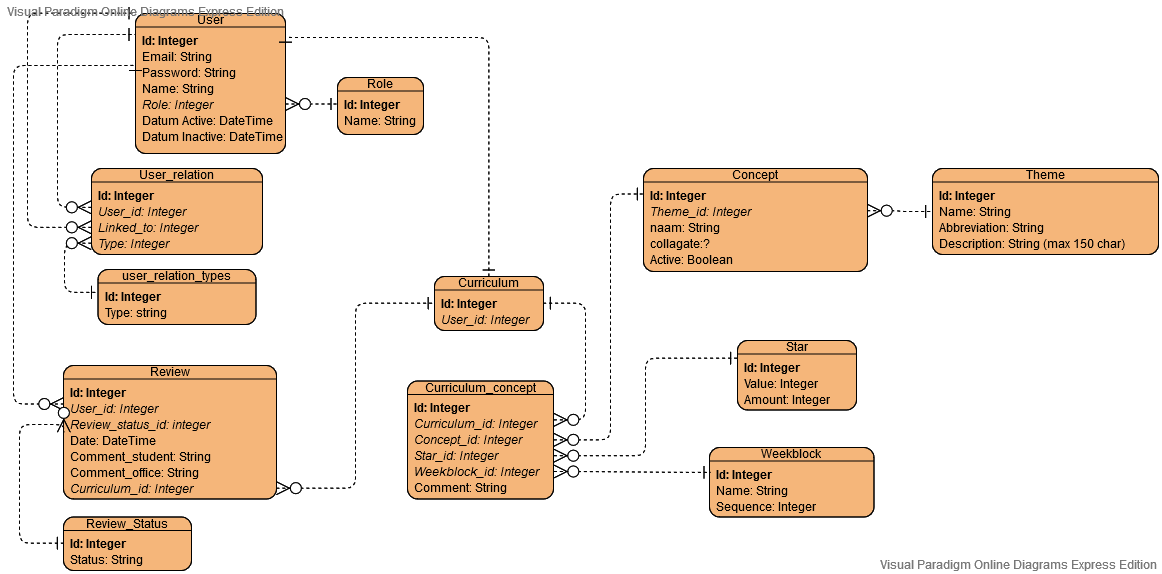 Visual Paradigm Online Diagrams Express Edition
User
Id: Integer
Email: String
Password: String
Name: String
Role: Integer
Datum Active: DateTime
Datum Inactive: DateTime
Role
Id: Integer
Name: String
User_relation
Id: Integer
User_id: Integer
Linked_to: Integer
Type: Integer
user_relation_types
Id: Integer
Type: string
Concept
Id: Integer
Theme_id: Integer
naam: String
collagate:?
Active: Boolean
Theme
Id: Integer
Name: String
Abbreviation: String
Description: String (max 150 char)
Curriculum
Id: Integer
User_id: Integer
Review
Id: Integer
User_id: Integer
Review_status_id: integer
Date: DateTime
Comment_student: String
Comment_office: String
Curriculum_id: Integer
Curriculum_concept
Id: Integer
Curriculum_id: Integer
Concept_id: Integer
Star_id: Integer
Weekblock_id: Integer
Comment: String
Star
Id: Integer
Value: Integer
Amount: Integer
Weekblock
Id: Integer
Name: String
Sequence: Integer
Review_Status
Id: Integer
Status: String
Visual Paradigm Online Diagrams Express Edition